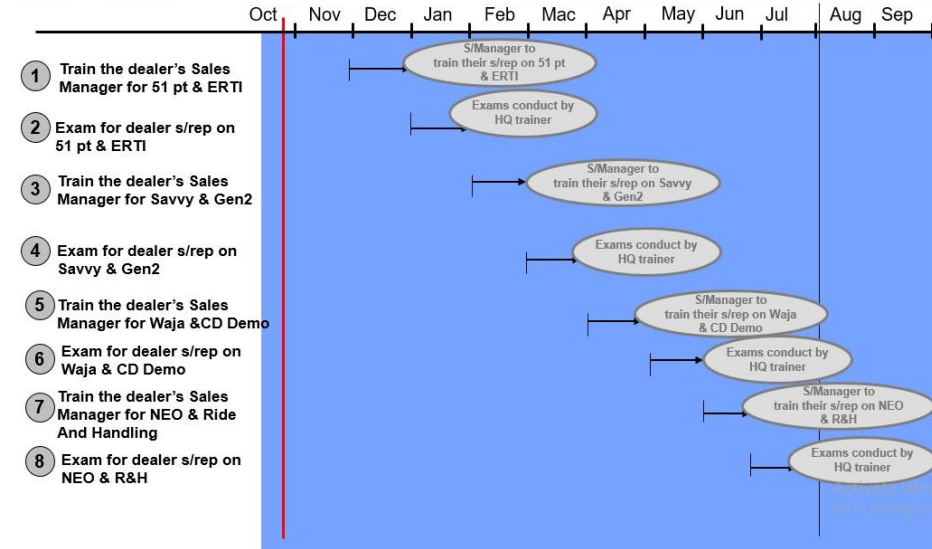 Oct Nov Dec Jan Feb Mac Apr May Jun Jul Aug Sep
1 Train the dealer's Sales
Manager for 51 pt & ERTI
S/Manager to
train their s/rep on 51 pt
& ERTI
2 Exam for dealer s/rep on
51 pt & ERTI
Exams conduct by
HQ trainer
3 Train the dealer's Sales
Manager for Savvy & Gen2
S/Manager to
train their s/rep on Savvy
& Gen2
4 Exam for dealer s/rep on
Savvy & Gen2
Exams conduct by
HQ trainer
5 Train the dealer's Sales
Manager for Waja &CD Demo
S/Manager to
train their s/rep on Waja
& CD Demo
6 Exam for dealer s/rep on
Waja & CD Demo
Exams conduct by
HQ trainer
7 Train the dealer's Sales
Manager for NEO & Ride
And Handling
S/Manager to
train their s/rep on NEO
& R&H
8 Exam for dealer s/rep on
NEO & R&H
Exams conduct by
HQ trainer